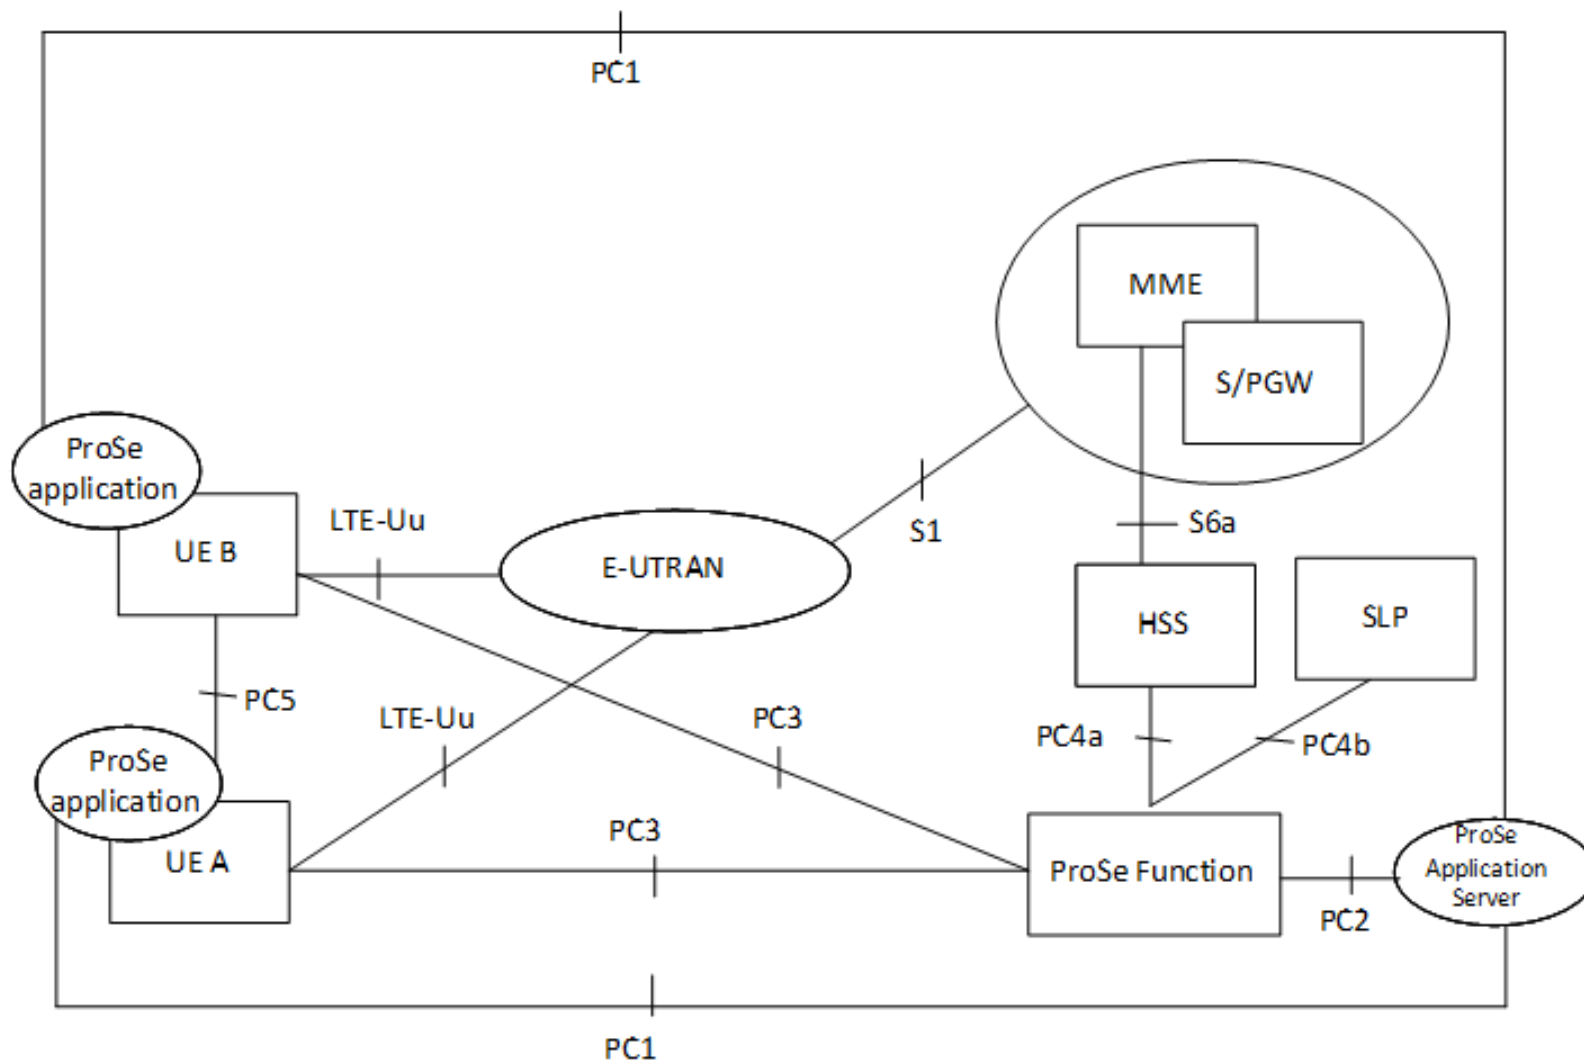 PC1
MME
S/PGW
ProSe
application
LTE-Uu
S1
S6a
UE B
E-UTRAN
HSS
SLP
PC5
LTE-Uu
PC3
PC4a
PC4b
ProSe
application
PC3
UE A
ProSe Function
ProSe
Application
Server
PC2
PC1